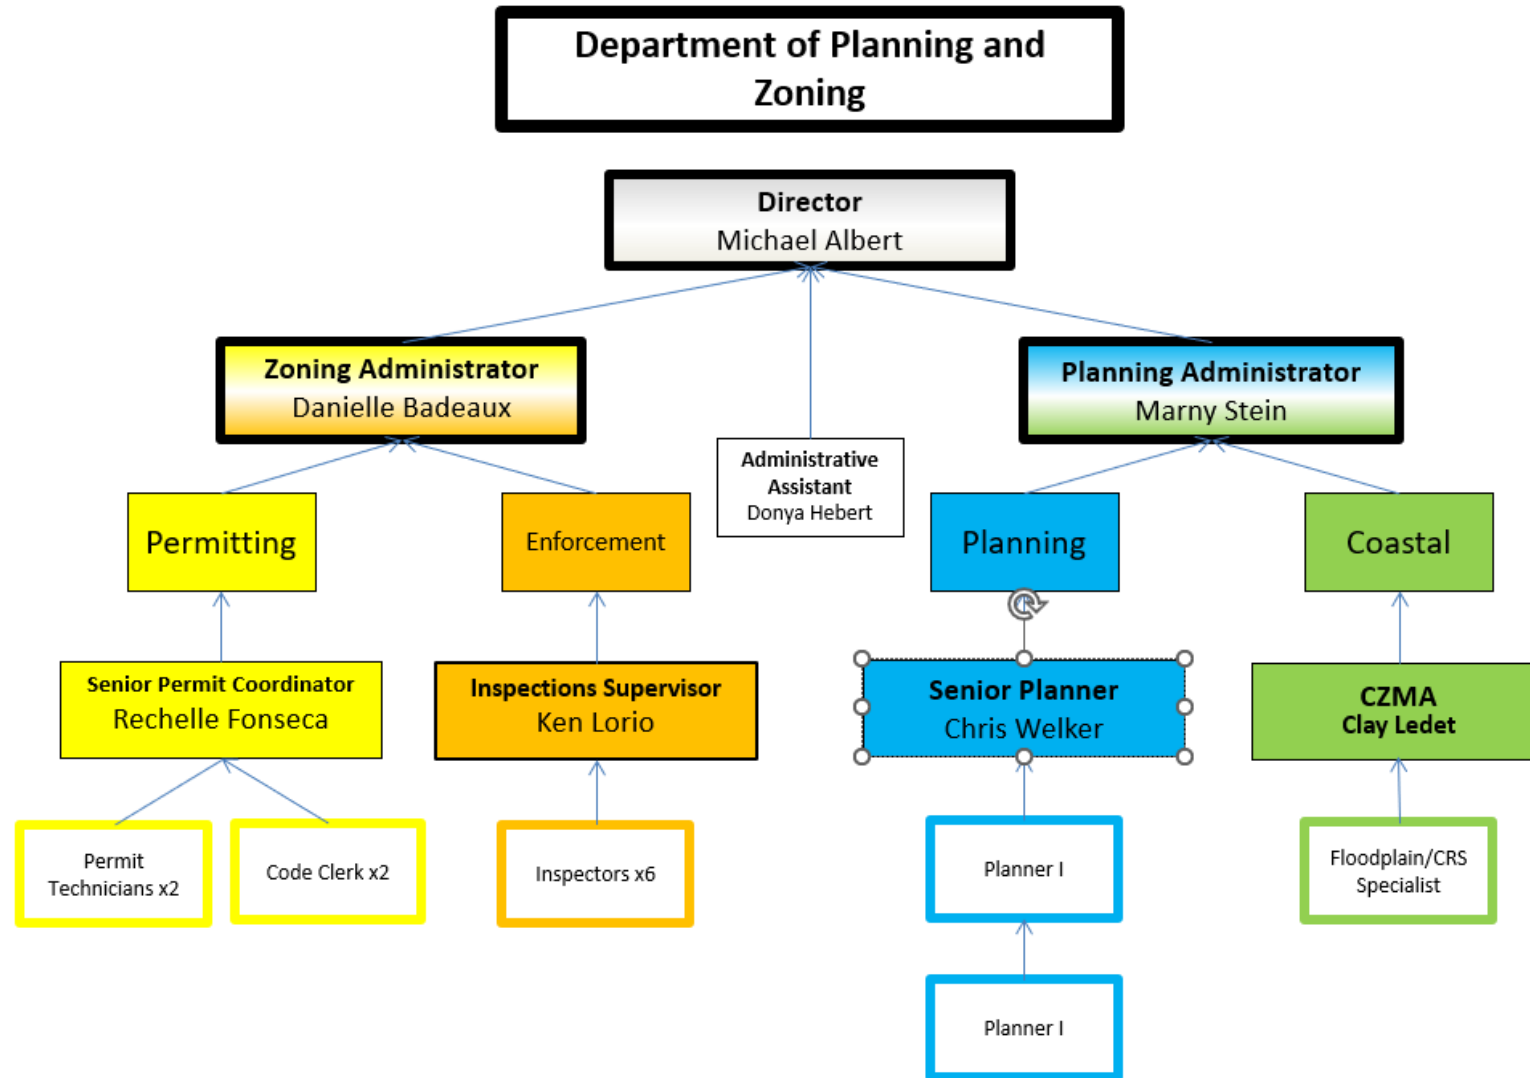 Department of Planning and
Zoning
Director
Michael Albert
Zoning Administrator
Danielle Badeaux
Planning Administrator
Marny Stein
Administrative
Assistant
Donya Hebert
Permitting
Enforcement
Planning
Coastal
Senior Permit Coordinator
Rechelle Fonseca
Inspections Supervisor
Ken Lorio
Senior Planner
Chris Welker
CZMA
Clay Ledet
Permit
Technicians x2
Code Clerk x2
Inspectors x6
Planner I
Floodplain/CRS
Specialist
Planner I